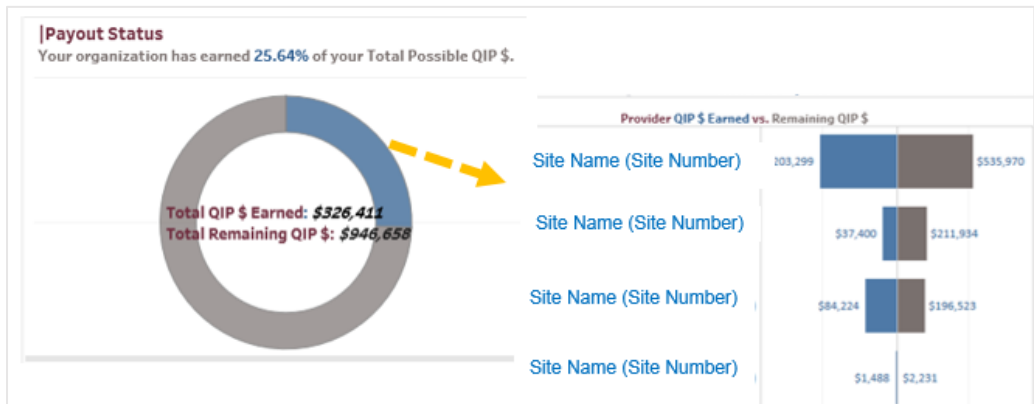 |Payout Status
Your organization has earned 25.64% of your Total Possible QIP $.
Total QIP $ Earned: $326,411
Total Remaining QIP $: $946,658
Provider QIP $ Earned vs. Remaining QIP $
Site Name (Site Number) 203,299 $535,970
Site Name (Site Number) $37,400 $211,934
Site Name (Site Number) $84,224 $196,523
Site Name (Site Number) $1,488 $2,231